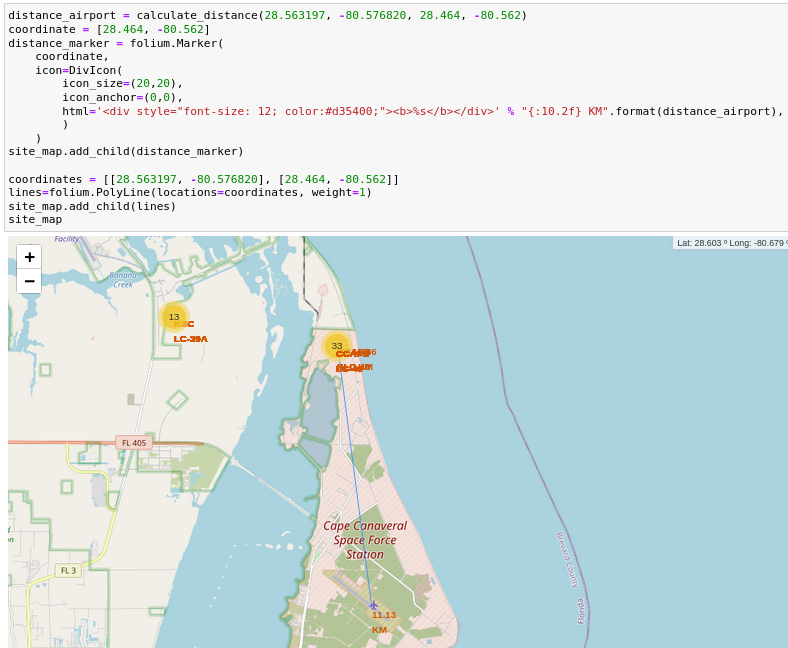 distance_airport = calculate_distance(28.563197, -80.576820, 28.464, -80.562)
coordinate = [28.464, -80.562]
distance_marker = folium.Marker(
    coordinate,
    icon=DivIcon(
        icon_size=(20,20),
        icon_anchor=(0,0),
        html='<div style="font-size: 12; color:#d35400;"><b>%s</b></div>' % "{:10.2f} KM".format(distance_airport),
        )
    )
site_map.add_child(distance_marker)
coordinates = [[28.563197, -80.576820], [28.464, -80.562]]
lines=folium.PolyLine(locations=coordinates, weight=1)
site_map.add_child(lines)
site_map
Facility
Lat: 28.603 º Long: -80.679 º
+
−
Banana
Creek
13
KSC
LC-39A
33
FL 405
Cape Canaveral
Space Force
Station
Brevard County
Florida
FL 3
11.13
KM